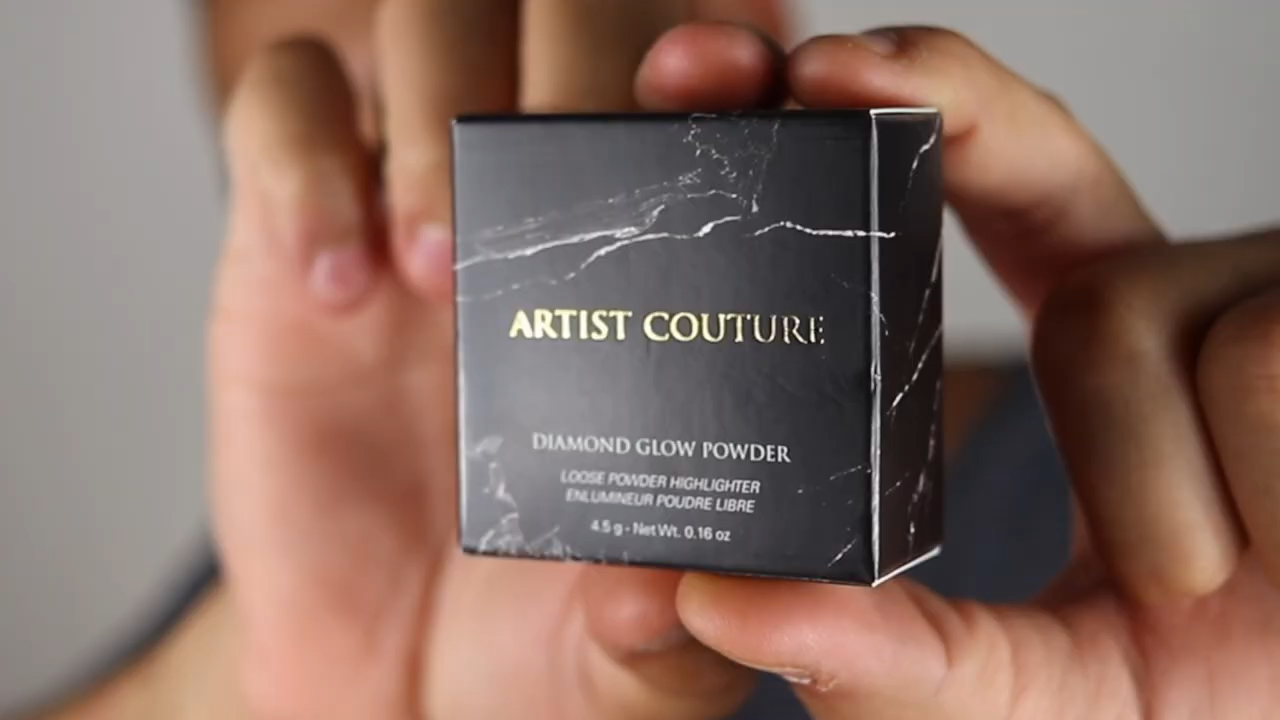 ARTIST COUTURE
DIAMOND GLOW POWDER
LOOSE POWDER HIGHLIGHTER
ENLUMINEUR POUDRE LIBRE
4.5 g - Net Wt. 0.16 oz